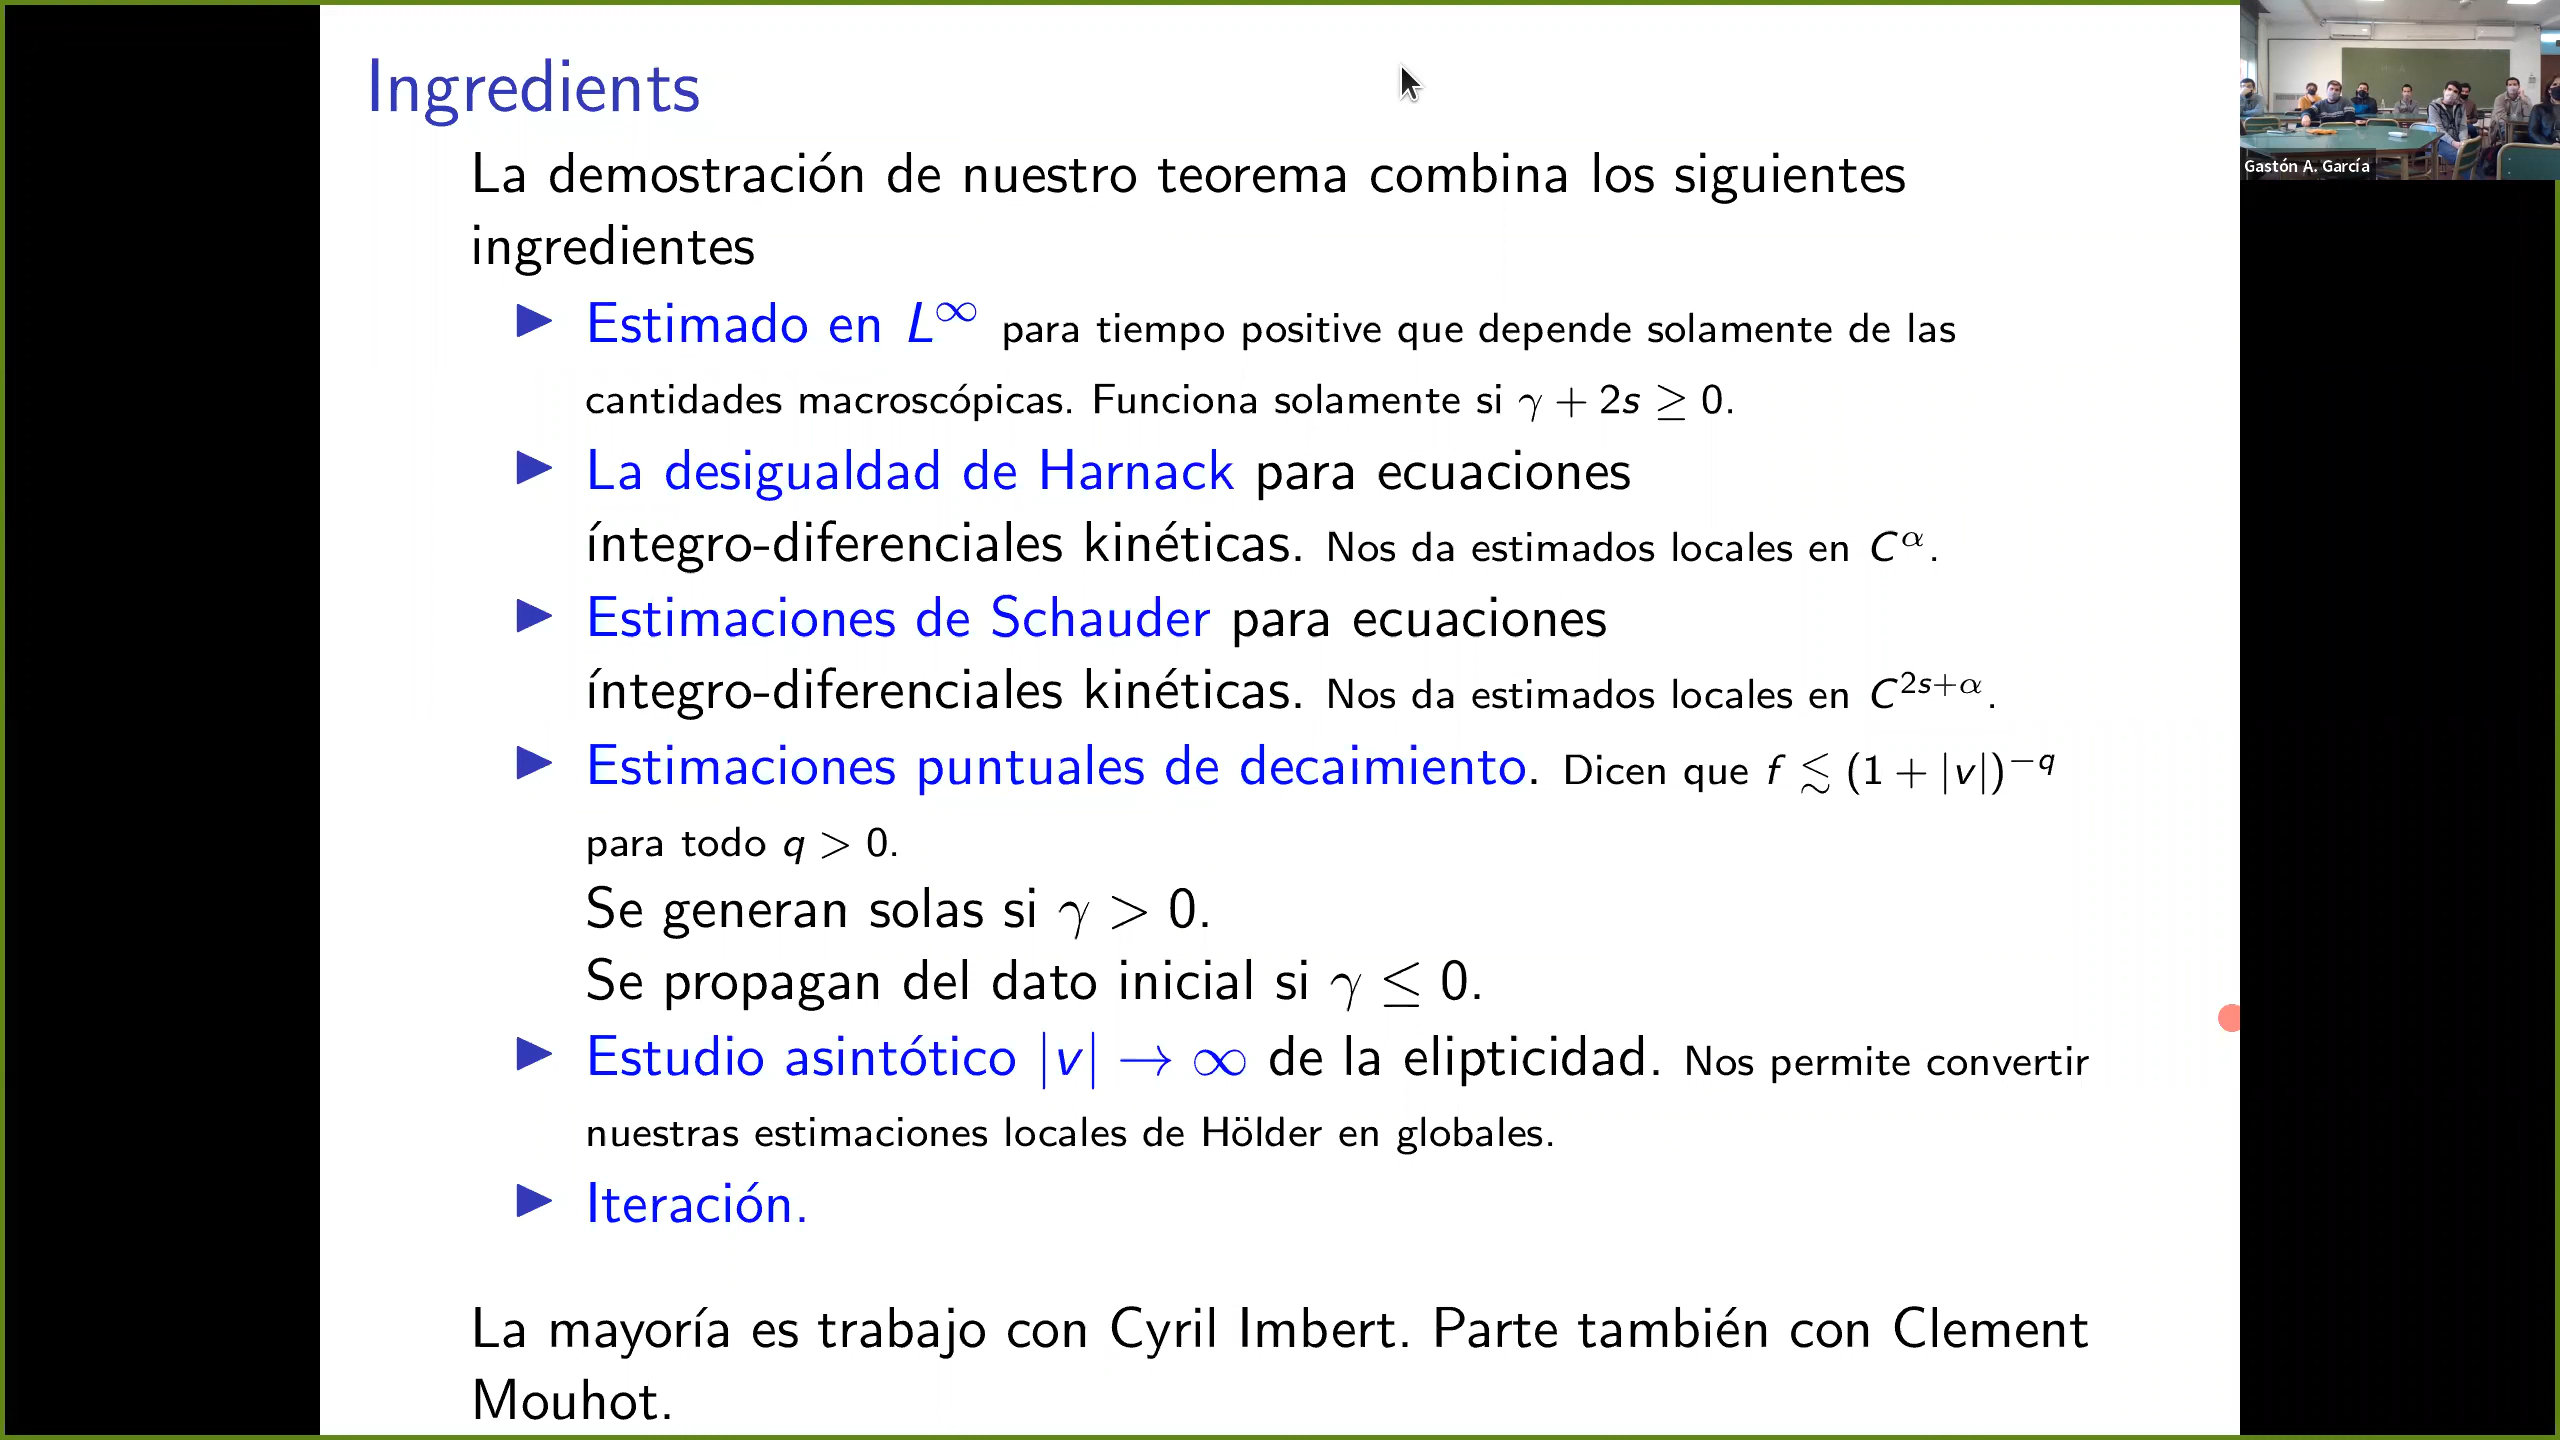 Ingredients
La demostración de nuestro teorema combina los siguientes
ingredientes
▶ Estimado en L^∞ para tiempo positive que depende solamente de las
cantidades macroscópicas. Funciona solamente si γ + 2s ≥ 0.
▶ La desigualdad de Harnack para ecuaciones
íntegro-diferenciales kinéticas. Nos da estimados locales en C^α.
▶ Estimaciones de Schauder para ecuaciones
íntegro-diferenciales kinéticas. Nos da estimados locales en C^{2s+α}.
▶ Estimaciones puntuales de decaimiento. Dicen que f ≲ (1 + |v|)^{−q}
para todo q > 0.
Se generan solas si γ > 0.
Se propagan del dato inicial si γ ≤ 0.
▶ Estudio asintótico |v| → ∞ de la elipticidad. Nos permite convertir
nuestras estimaciones locales de Hölder en globales.
▶ Iteración.
La mayoría es trabajo con Cyril Imbert. Parte también con Clement
Mouhot.
Gastón A. García